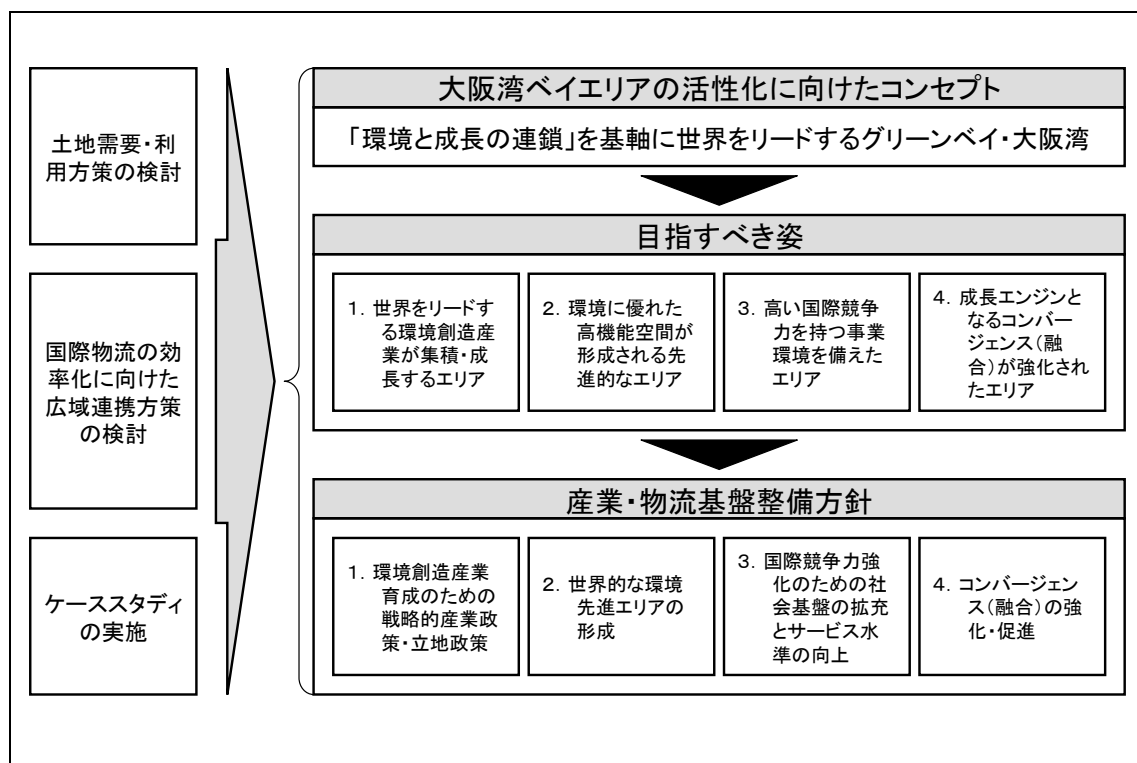 土地需要・利
用方策の検討
国際物流の効
率化に向けた
広域連携方策
の検討
ケーススタディ
の実施
大阪湾ベイエリアの活性化に向けたコンセプト
「環境と成長の連鎖」を基軸に世界をリードするグリーンベイ・大阪湾
目指すべき姿
1. 世界をリードす
る環境創造産
業が集積・成
長するエリア
2. 環境に優れた
高機能空間が
形成される先
進的なエリア
3. 高い国際競争
力を持つ事業
環境を備えた
エリア
4. 成長エンジンと
なるコンバー
ジェンス（融
合）が強化され
たエリア
産業・物流基盤整備方針
1. 環境創造産業
育成のための
戦略的産業政
策・立地政策
2. 世界的な環境
先進エリアの
形成
3. 国際競争力強
化のための社
会基盤の拡充
とサービス水
準の向上
4. コンバージェン
ス（融合）の強
化・促進